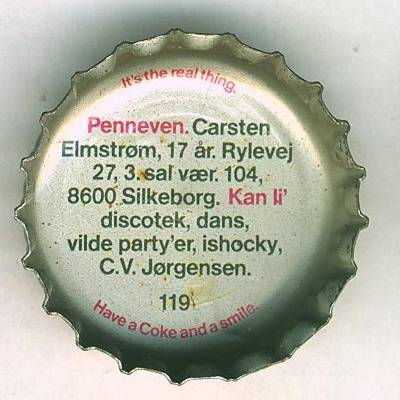 It's the real thing.
Penneven. Carsten
Elmstrøm, 17 år. Rylevej
27, 3. sal vær. 104,
8600 Silkeborg. Kan li'
discotek, dans,
vilde party'er, ishocky,
C.V. Jørgensen.
119
Have a Coke and a smile.